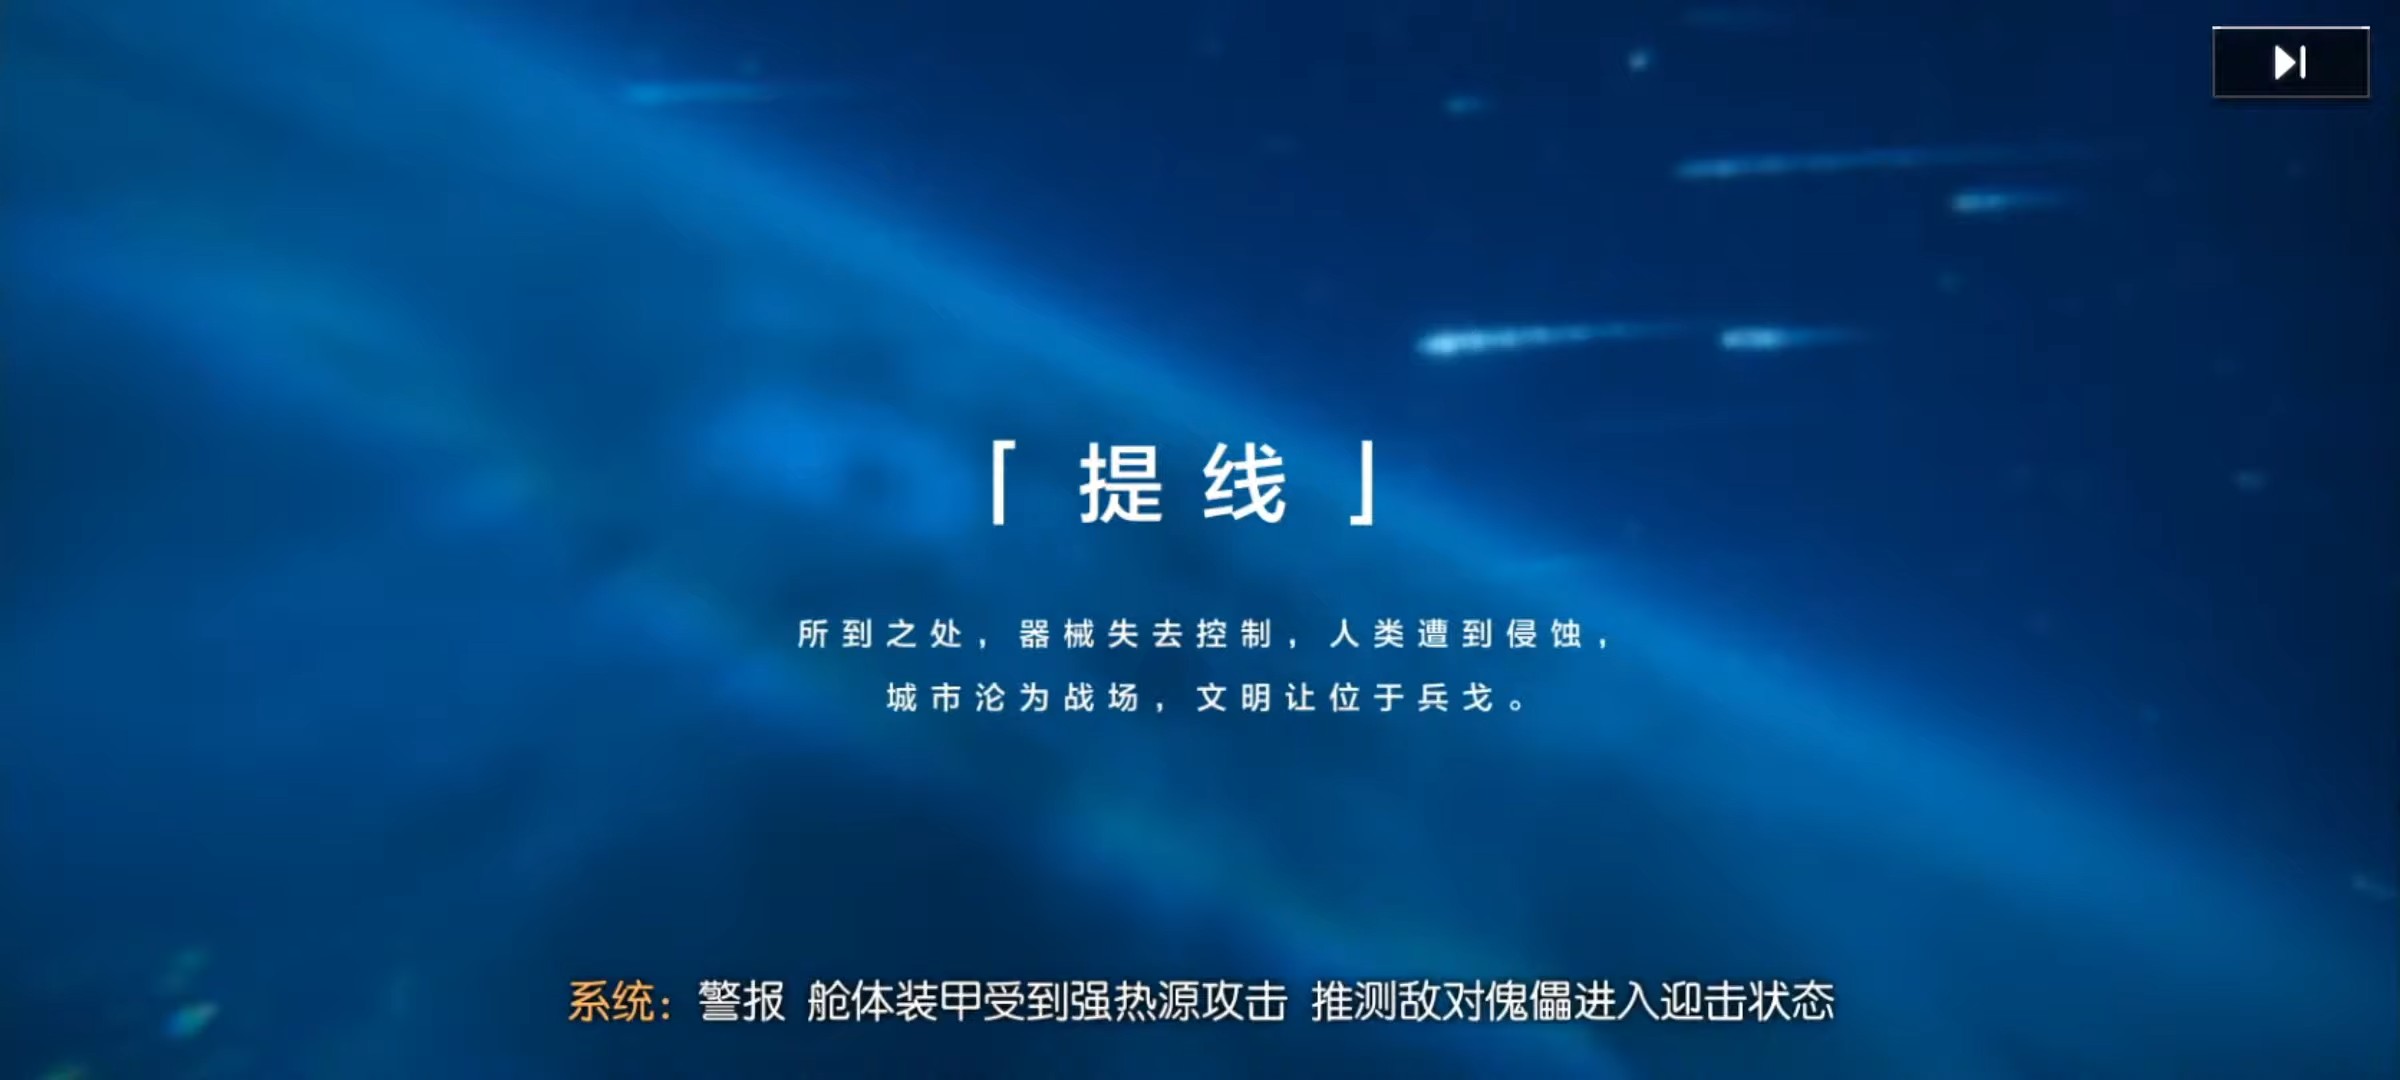 「提线」
所到之处，器械失去控制，人类遭到侵蚀，
城市沦为战场，文明让位于兵戈。
系统：警报 舱体装甲受到强热源攻击 推测敌对傀儡进入迎击状态